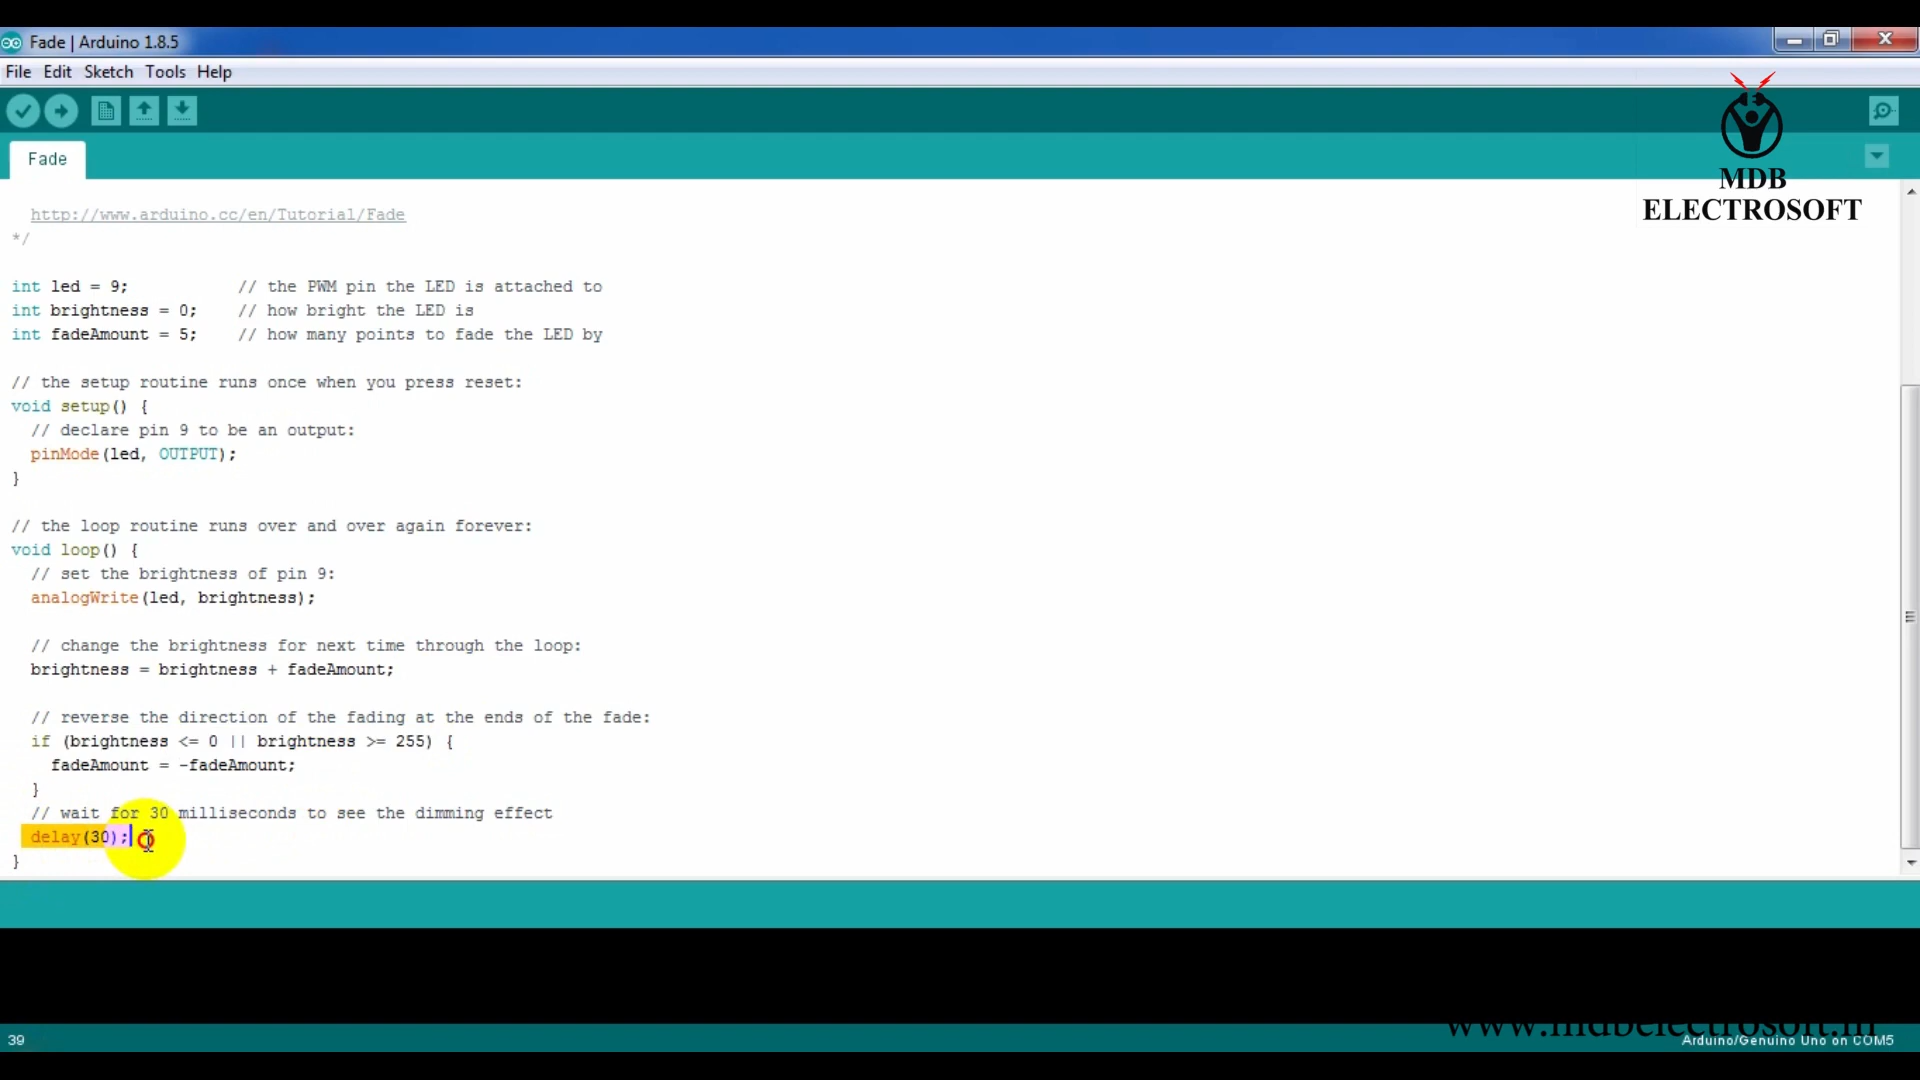 Fade | Arduino 1.8.5
File Edit Sketch Tools Help
Fade
MDB
ELECTROSOFT
http://www.arduino.cc/en/Tutorial/Fade
*/
int led = 9;           // the PWM pin the LED is attached to
int brightness = 0;    // how bright the LED is
int fadeAmount = 5;    // how many points to fade the LED by
// the setup routine runs once when you press reset:
void setup() {
  // declare pin 9 to be an output:
  pinMode(led, OUTPUT);
}
// the loop routine runs over and over again forever:
void loop() {
  // set the brightness of pin 9:
  analogWrite(led, brightness);
  // change the brightness for next time through the loop:
  brightness = brightness + fadeAmount;
  // reverse the direction of the fading at the ends of the fade:
  if (brightness <= 0 || brightness >= 255) {
    fadeAmount = -fadeAmount;
  }
  // wait for 30 milliseconds to see the dimming effect
  delay(30);
}
www.mdbelectrosoft.in
39
Arduino/Genuino Uno on COM5